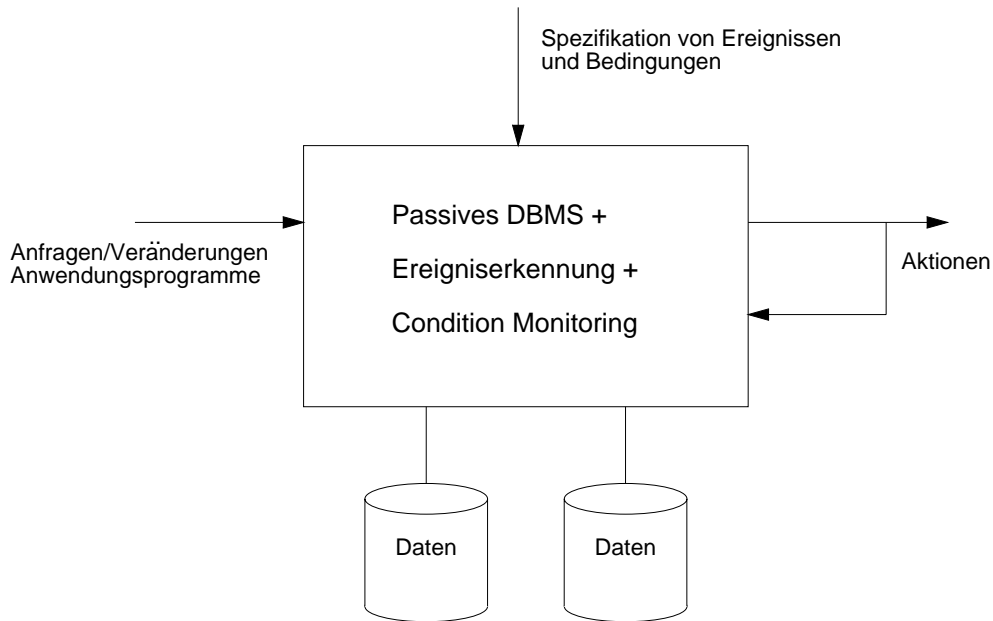 Spezifikation von Ereignissen
und Bedingungen
Passives DBMS +
Ereigniserkennung +
Condition Monitoring
Anfragen/Veränderungen
Anwendungsprogramme
Aktionen
Daten
Daten